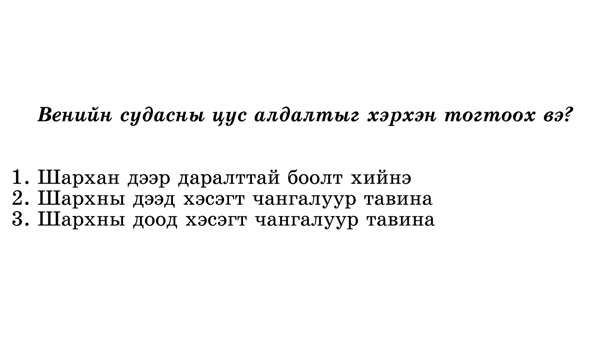 Венийн судасны цус алдалтыг хэрхэн тогтоох вэ?
1. Шархан дээр даралттай боолт хийнэ
2. Шархны дээд хэсэгт чангалуур тавина
3. Шархны доод хэсэгт чангалуур тавина